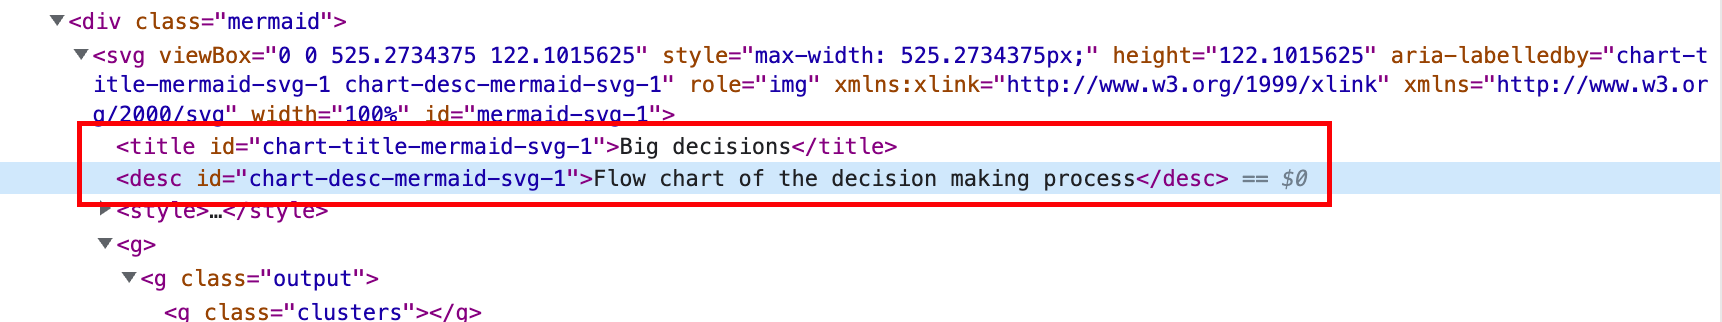 ▼<div class="mermaid">
▼<svg viewBox="0 0 525.2734375 122.1015625" style="max-width: 525.2734375px;" height="122.1015625" aria-labelledby="chart-t
itle-mermaid-svg-1 chart-desc-mermaid-svg-1" role="img" xmlns:xlink="http://www.w3.org/1999/xlink" xmlns="http://www.w3.or
g/2000/svg" width="100%" id="mermaid-svg-1">
<title id="chart-title-mermaid-svg-1">Big decisions</title>
<desc id="chart-desc-mermaid-svg-1">Flow chart of the decision making process</desc> == $0
▶<style>…</style>
▼<g>
▼<g class="output">
<g class="clusters"></g>